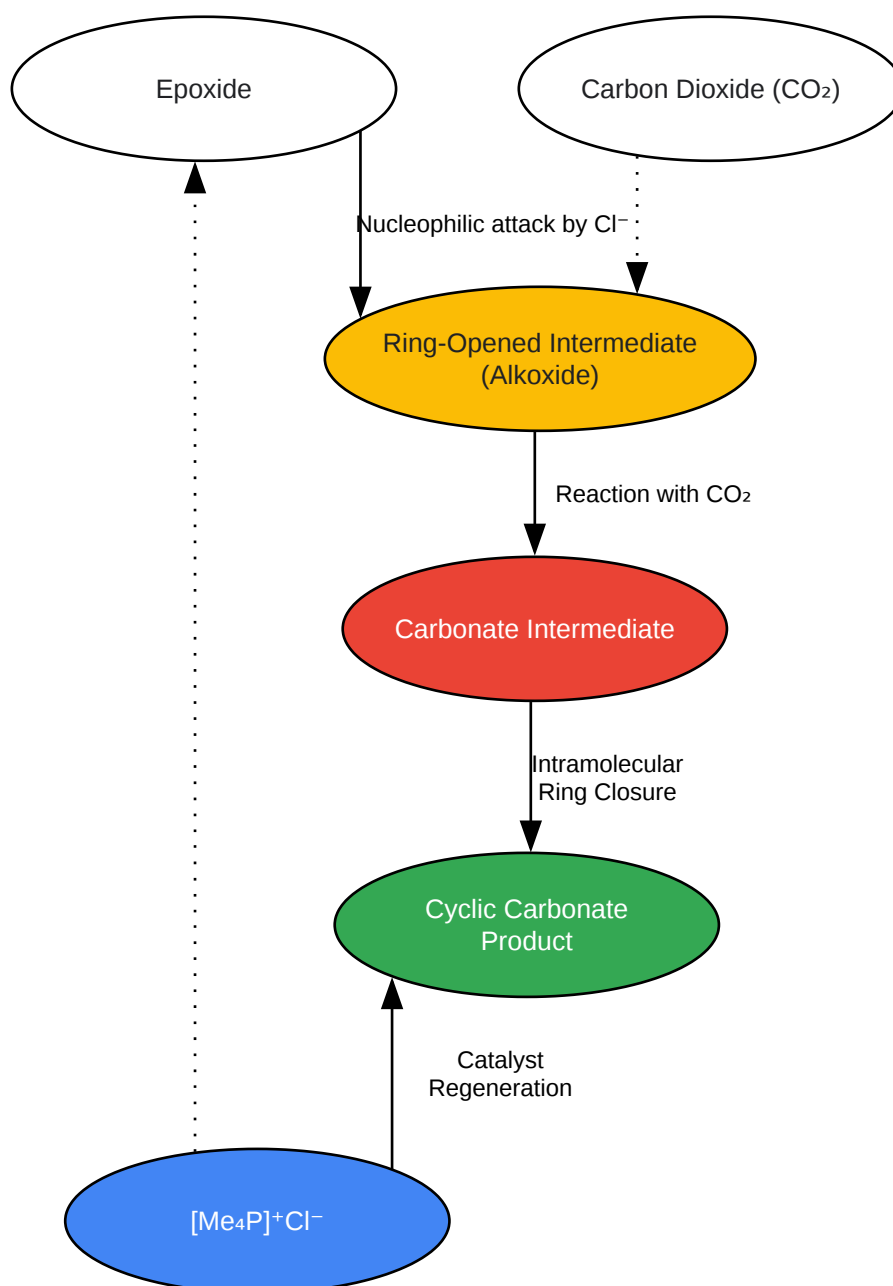 Epoxide
Carbon Dioxide (CO₂)
Nucleophilic attack by Cl⁻
Ring-Opened Intermediate
(Alkoxide)
Reaction with CO₂
Carbonate Intermediate
Intramolecular
Ring Closure
Cyclic Carbonate
Product
Catalyst
Regeneration
[Me₄P]⁺Cl⁻